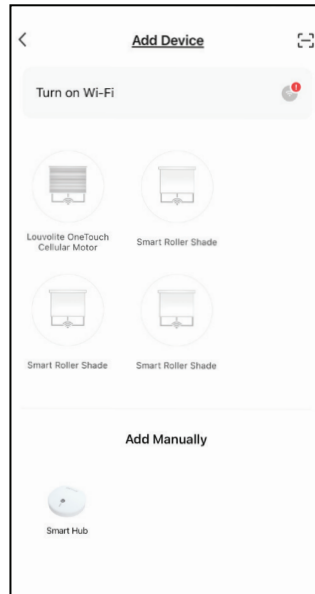 Add Device
Turn on Wi-Fi
Louvolite OneTouch
Cellular Motor
Smart Roller Shade
Smart Roller Shade
Smart Roller Shade
Add Manually
Smart Hub